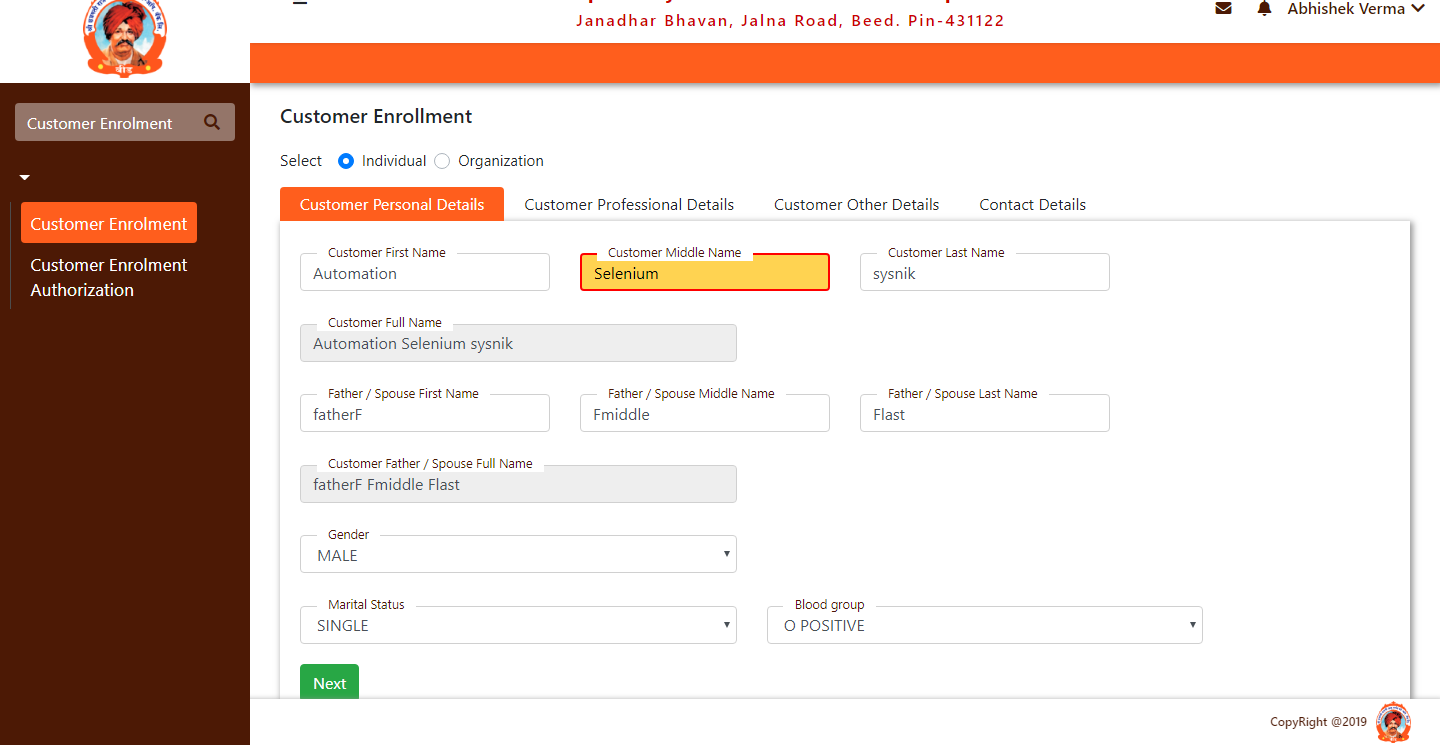 Janadhar Bhavan, Jalna Road, Beed. Pin-431122
Abhishek Verma
बीड
Customer Enrolment
Customer Enrolment
Customer Enrolment
Authorization
Customer Enrollment
Select Individual Organization
Customer Personal Details Customer Professional Details Customer Other Details Contact Details
Customer First Name Customer Middle Name Customer Last Name
Automation Selenium sysnik
Customer Full Name
Automation Selenium sysnik
Father / Spouse First Name Father / Spouse Middle Name Father / Spouse Last Name
fatherF Fmiddle Flast
Customer Father / Spouse Full Name
fatherF Fmiddle Flast
Gender
MALE
Marital Status Blood group
SINGLE O POSITIVE
Next
CopyRight @2019